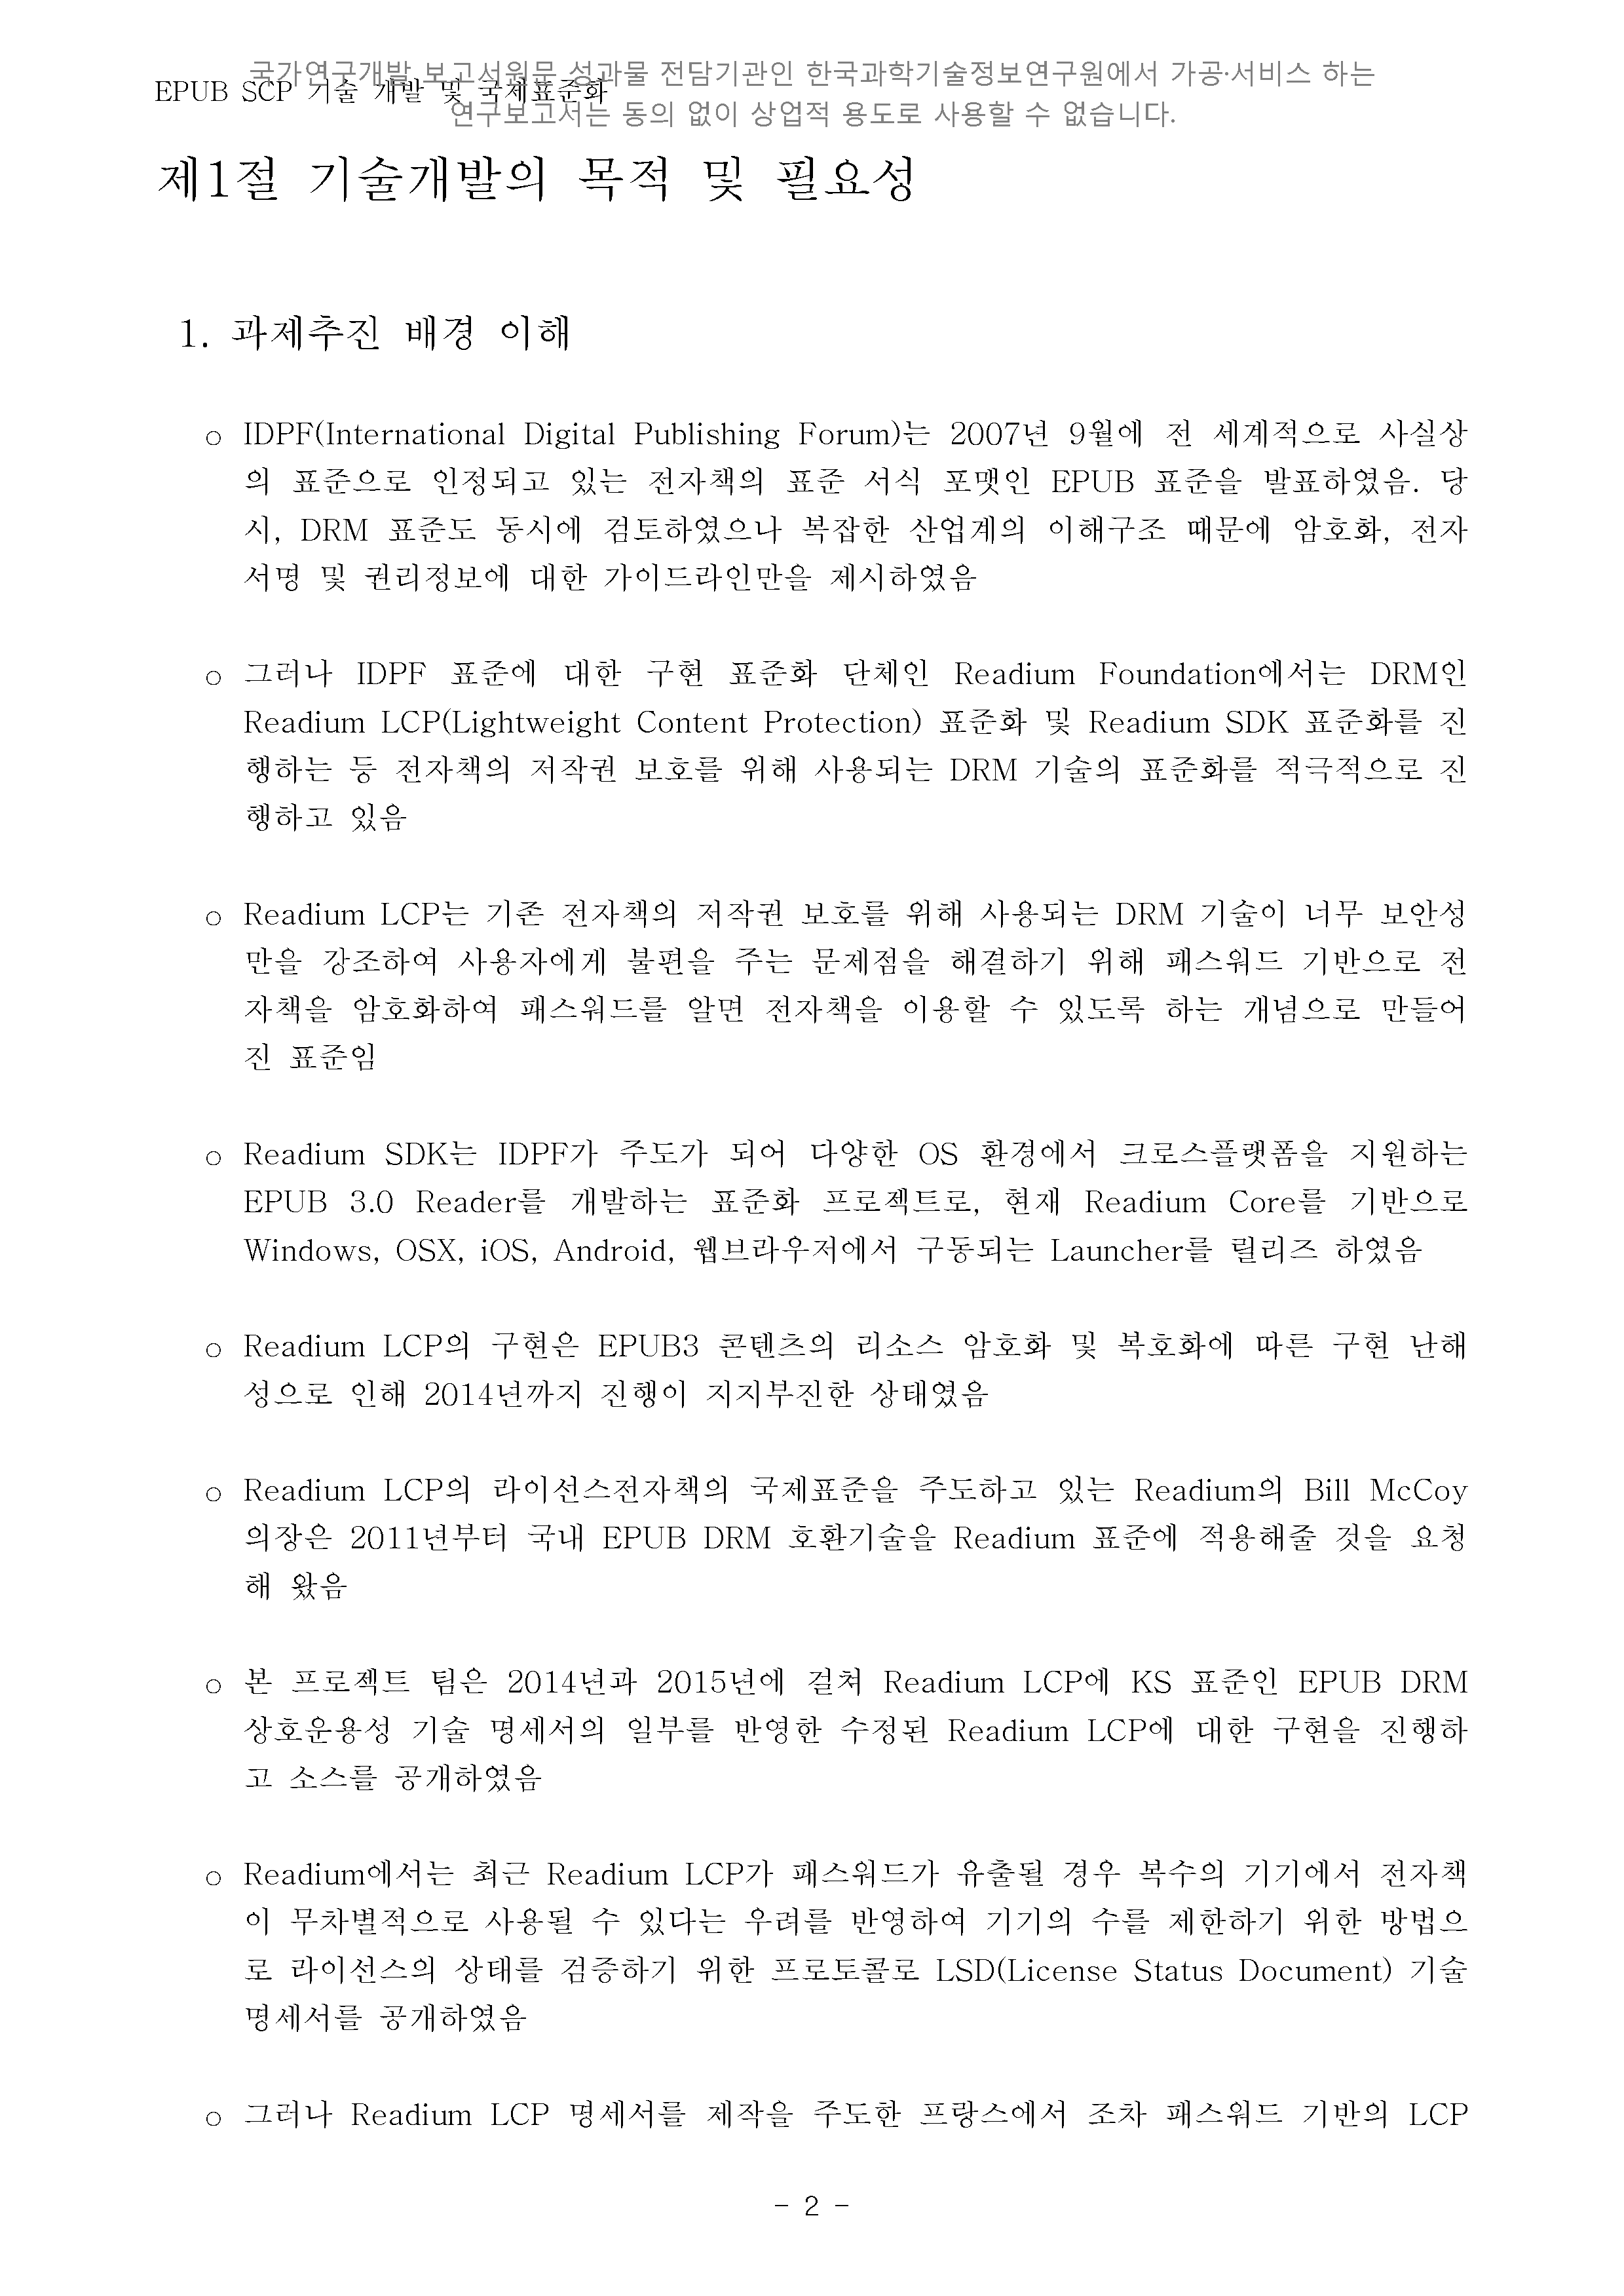 국가연구개발 보고서원문 성과물 전담기관인 한국과학기술정보연구원에서 가공·서비스 하는
EPUB SCP 기술 개발 및 국제표준화
연구보고서는 동의 없이 상업적 용도로 사용할 수 없습니다.
제1절 기술개발의 목적 및 필요성
1. 과제추진 배경 이해
○ IDPF(International Digital Publishing Forum)는 2007년 9월에 전 세계적으로 사실상
의 표준으로 인정되고 있는 전자책의 표준 서식 포맷인 EPUB 표준을 발표하였음. 당
시, DRM 표준도 동시에 검토하였으나 복잡한 산업계의 이해구조 때문에 암호화, 전자
서명 및 권리정보에 대한 가이드라인만을 제시하였음
○ 그러나 IDPF 표준에 대한 구현 표준화 단체인 Readium Foundation에서는 DRM인
Readium LCP(Lightweight Content Protection) 표준화 및 Readium SDK 표준화를 진
행하는 등 전자책의 저작권 보호를 위해 사용되는 DRM 기술의 표준화를 적극적으로 진
행하고 있음
○ Readium LCP는 기존 전자책의 저작권 보호를 위해 사용되는 DRM 기술이 너무 보안성
만을 강조하여 사용자에게 불편을 주는 문제점을 해결하기 위해 패스워드 기반으로 전
자책을 암호화하여 패스워드를 알면 전자책을 이용할 수 있도록 하는 개념으로 만들어
진 표준임
○ Readium SDK는 IDPF가 주도가 되어 다양한 OS 환경에서 크로스플랫폼을 지원하는
EPUB 3.0 Reader를 개발하는 표준화 프로젝트로, 현재 Readium Core를 기반으로
Windows, OSX, iOS, Android, 웹브라우저에서 구동되는 Launcher를 릴리즈 하였음
○ Readium LCP의 구현은 EPUB3 콘텐츠의 리소스 암호화 및 복호화에 따른 구현 난해
성으로 인해 2014년까지 진행이 지지부진한 상태였음
○ Readium LCP의 라이선스전자책의 국제표준을 주도하고 있는 Readium의 Bill McCoy
의장은 2011년부터 국내 EPUB DRM 호환기술을 Readium 표준에 적용해줄 것을 요청
해 왔음
○ 본 프로젝트 팀은 2014년과 2015년에 걸쳐 Readium LCP에 KS 표준인 EPUB DRM
상호운용성 기술 명세서의 일부를 반영한 수정된 Readium LCP에 대한 구현을 진행하
고 소스를 공개하였음
○ Readium에서는 최근 Readium LCP가 패스워드가 유출될 경우 복수의 기기에서 전자책
이 무차별적으로 사용될 수 있다는 우려를 반영하여 기기의 수를 제한하기 위한 방법으
로 라이선스의 상태를 검증하기 위한 프로토콜로 LSD(License Status Document) 기술
명세서를 공개하였음
○ 그러나 Readium LCP 명세서를 제작을 주도한 프랑스에서 조차 패스워드 기반의 LCP
- 2 -